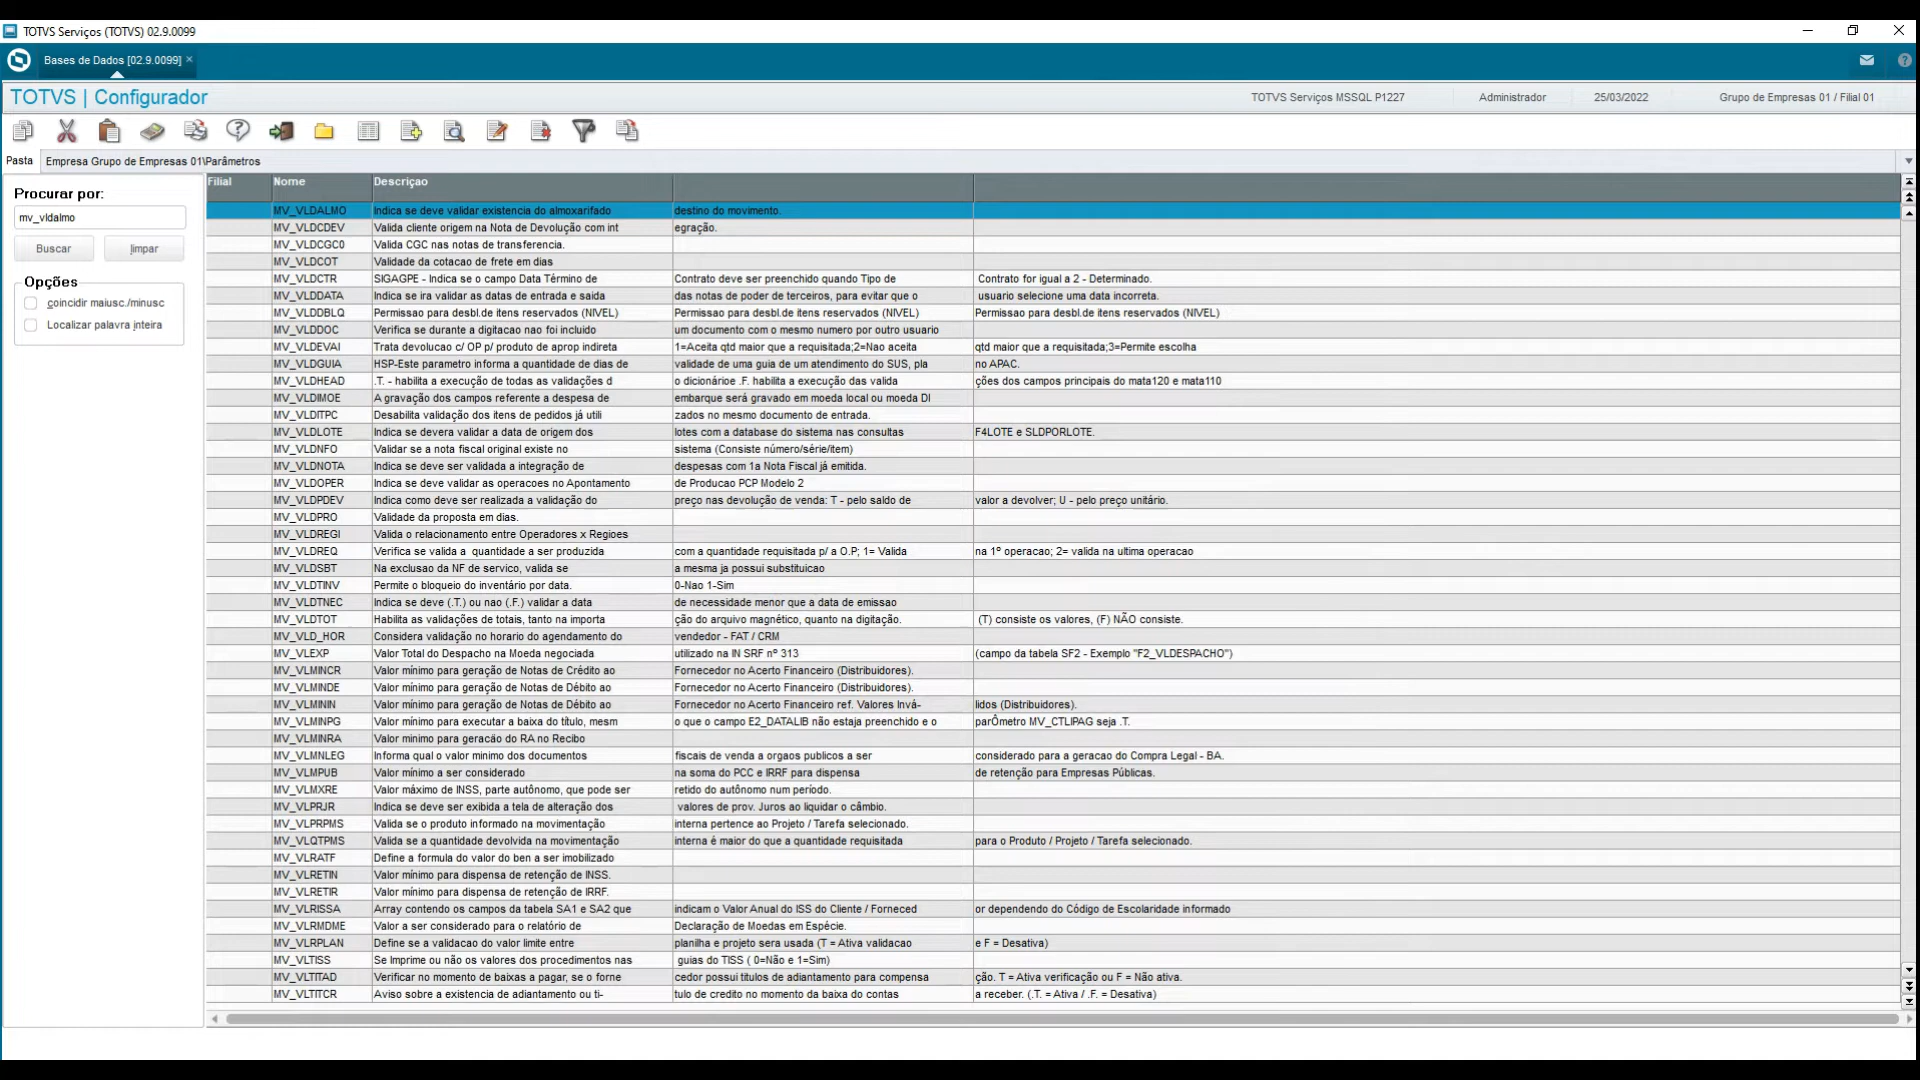 TOTVS Serviços (TOTVS) 02.9.0099
Bases de Dados [02.9.0099]
TOTVS | Configurador
TOTVS Serviços MSSQL P1227 Administrador 25/03/2022 Grupo de Empresas 01 / Filial 01
Pasta Empresa Grupo de Empresas 01\Parâmetros
Procurar por:
mv_vldalmo
Buscar limpar
Opções
coincidir maiusc./minusc
Localizar palavra inteira
Filial Nome Descriçao
MV_VLDALMO Indica se deve validar existencia do almoxarifado destino do movimento.
MV_VLDCDEV Valida cliente origem na Nota de Devolução com int egração.
MV_VLDCGC0 Valida CGC nas notas de transferencia.
MV_VLDCOT Validade da cotacao de frete em dias
MV_VLDCTR SIGAGPE - Indica se o campo Data Término de Contrato deve ser preenchido quando Tipo de Contrato for igual a 2 - Determinado.
MV_VLDDATA Indica se ira validar as datas de entrada e saida das notas de poder de terceiros, para evitar que o usuario selecione uma data incorreta.
MV_VLDDBLQ Permissao para desbl.de itens reservados (NIVEL) Permissao para desbl.de itens reservados (NIVEL) Permissao para desbl.de itens reservados (NIVEL)
MV_VLDDOC Verifica se durante a digitacao nao foi incluido um documento com o mesmo numero por outro usuario
MV_VLDEVAI Trata devolucao c/ OP p/ produto de aprop indireta 1=Aceita qtd maior que a requisitada;2=Nao aceita qtd maior que a requisitada;3=Permite escolha
MV_VLDGUIA HSP-Este parametro informa a quantidade de dias de validade de uma guia de um atendimento do SUS, pla no APAC.
MV_VLDHEAD .T. - habilita a execução de todas as validações d o dicionárioe .F. habilita a execução das valida ções dos campos principais do mata120 e mata110
MV_VLDIMOE A gravação dos campos referente a despesa de embarque será gravado em moeda local ou moeda DI
MV_VLDITPC Desabilita validação dos itens de pedidos já utili zados no mesmo documento de entrada.
MV_VLDLOTE Indica se devera validar a data de origem dos lotes com a database do sistema nas consultas F4LOTE e SLDPORLOTE.
MV_VLDNFO Validar se a nota fiscal original existe no sistema (Consiste número/série/item)
MV_VLDNOTA Indica se deve ser validada a integração de despesas com 1a Nota Fiscal já emitida.
MV_VLDOPER Indica se deve validar as operacoes no Apontamento de Producao PCP Modelo 2
MV_VLDPDEV Indica como deve ser realizada a validação do preço nas devolução de venda: T - pelo saldo de valor a devolver; U - pelo preço unitário.
MV_VLDPRO Validade da proposta em dias.
MV_VLDREGI Valida o relacionamento entre Operadores x Regioes
MV_VLDREQ Verifica se valida a quantidade a ser produzida com a quantidade requisitada p/ a O.P; 1= Valida na 1º operacao; 2= valida na ultima operacao
MV_VLDSBT Na exclusao da NF de servico, valida se a mesma ja possui substituicao
MV_VLDTINV Permite o bloqueio do inventário por data. 0-Nao 1-Sim
MV_VLDTNEC Indica se deve (.T.) ou nao (.F.) validar a data de necessidade menor que a data de emissao
MV_VLDTOT Habilita as validações de totais, tanto na importa ção do arquivo magnético, quanto na digitação. (T) consiste os valores, (F) NÃO consiste.
MV_VLD_HOR Considera validação no horario do agendamento do vendedor - FAT / CRM
MV_VLEXP Valor Total do Despacho na Moeda negociada utilizado na IN SRF nº 313 (campo da tabela SF2 - Exemplo "F2_VLDESPACHO")
MV_VLMINCR Valor mínimo para geração de Notas de Crédito ao Fornecedor no Acerto Financeiro (Distribuidores).
MV_VLMINDE Valor mínimo para geração de Notas de Débito ao Fornecedor no Acerto Financeiro (Distribuidores).
MV_VLMININ Valor mínimo para geração de Notas de Débito ao Fornecedor no Acerto Financeiro ref. Valores Invá- lidos (Distribuidores).
MV_VLMINPG Valor mínimo para executar a baixa do título, mesm o que o campo E2_DATALIB não estaja preenchido e o parÔmetro MV_CTLIPAG seja .T.
MV_VLMINRA Valor minimo para geracão do RA no Recibo
MV_VLMNLEG Informa qual o valor minimo dos documentos fiscais de venda a orgaos publicos a ser considerado para a geracao do Compra Legal - BA.
MV_VLMPUB Valor mínimo a ser considerado na soma do PCC e IRRF para dispensa de retenção para Empresas Públicas.
MV_VLMXRE Valor máximo de INSS, parte autônomo, que pode ser retido do autônomo num período.
MV_VLPRJR Indica se deve ser exibida a tela de alteração dos valores de prov. Juros ao liquidar o câmbio.
MV_VLPRPMS Valida se o produto informado na movimentação interna pertence ao Projeto / Tarefa selecionado.
MV_VLQTPMS Valida se a quantidade devolvida na movimentação interna é maior do que a quantidade requisitada para o Produto / Projeto / Tarefa selecionado.
MV_VLRATF Define a formula do valor do ben a ser imobilizado
MV_VLRETIN Valor mínimo para dispensa de retenção de INSS.
MV_VLRETIR Valor mínimo para dispensa de retenção de IRRF.
MV_VLRISSA Array contendo os campos da tabela SA1 e SA2 que indicam o Valor Anual do ISS do Cliente / Forneced or dependendo do Código de Escolaridade informado
MV_VLRMDME Valor a ser considerado para o relatório de Declaração de Moedas em Espécie.
MV_VLRPLAN Define se a validacao do valor limite entre planilha e projeto sera usada (T = Ativa validacao e F = Desativa)
MV_VLTISS Se Imprime ou não os valores dos procedimentos nas guias do TISS ( 0=Não e 1=Sim)
MV_VLTITAD Verificar no momento de baixas a pagar, se o forne cedor possui titulos de adiantamento para compensa ção. T = Ativa verificação ou F = Não ativa.
MV_VLTITCR Aviso sobre a existencia de adiantamento ou ti- tulo de credito no momento da baixa do contas a receber. (.T. = Ativa / .F. = Desativa)